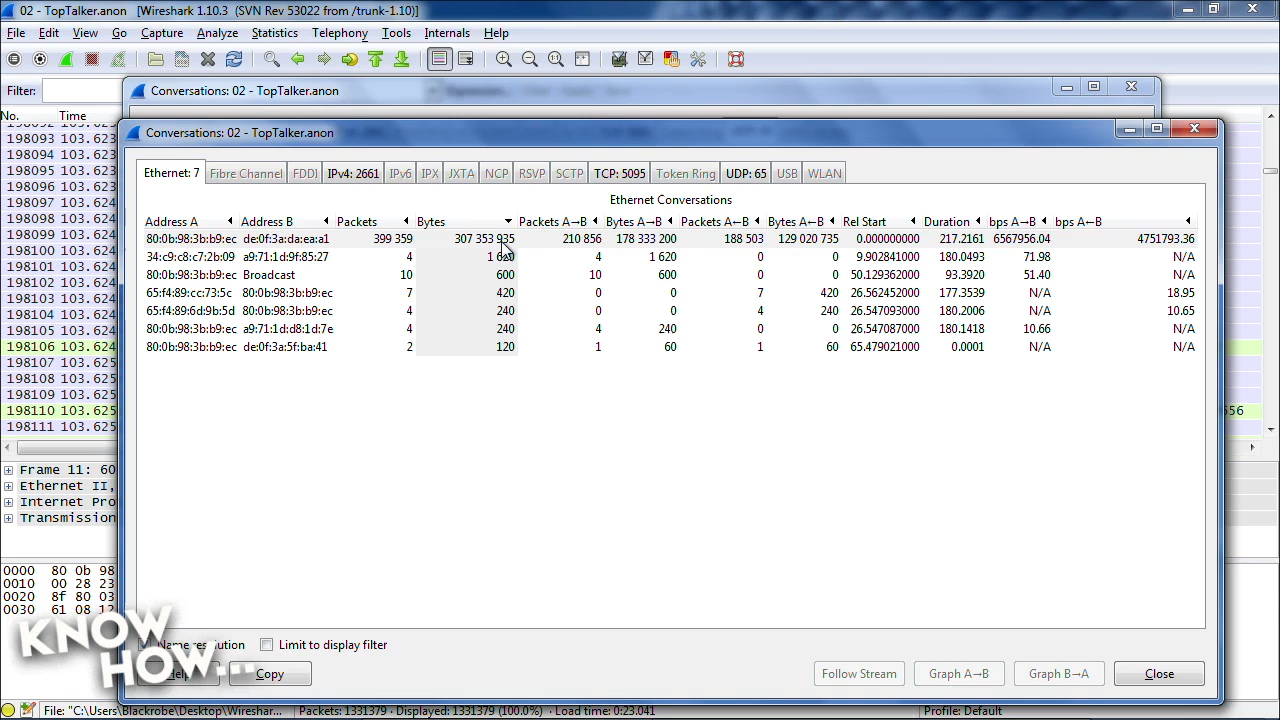 02 - TopTalker.anon [Wireshark 1.10.3 (SVN Rev 53022 from /trunk-1.10)]
File Edit View Go Capture Analyze Statistics Telephony Tools Internals Help
Filter:
Conversations: 02 - TopTalker.anon
No. Time
Conversations: 02 - TopTalker.anon
198093 103.623
198094 103.623
198095 103.624
198096 103.624
198097 103.624
198098 103.624
198099 103.624
198100 103.624
198101 103.624
198102 103.624
198103 103.624
198104 103.624
198105 103.624
198106 103.624
198107 103.625
198108 103.625
198109 103.625
198110 103.625
198111 103.625
Ethernet: 7 Fibre Channel FDDI IPv4: 2661 IPv6 IPX JXTA NCP RSVP SCTP TCP: 5095 Token Ring UDP: 65 USB WLAN
Ethernet Conversations
Address A Address B Packets Bytes Packets A→B Bytes A→B Packets A←B Bytes A←B Rel Start Duration bps A→B bps A←B
80:0b:98:3b:b9:ec de:0f:3a:da:ea:a1 399 359 307 353 935 210 856 178 333 200 188 503 129 020 735 0.000000000 217.2161 6567956.04 4751793.36
34:c9:c8:c7:2b:09 a9:71:1d:9f:85:27 4 1 620 4 1 620 0 0 9.902841000 180.0493 71.98 N/A
80:0b:98:3b:b9:ec Broadcast 10 600 10 600 0 0 50.129362000 93.3920 51.40 N/A
65:f4:89:cc:73:5c 80:0b:98:3b:b9:ec 7 420 0 0 7 420 26.562452000 177.3539 N/A 18.95
65:f4:89:6d:9b:5d 80:0b:98:3b:b9:ec 4 240 0 0 4 240 26.547093000 180.2006 N/A 10.65
80:0b:98:3b:b9:ec a9:71:1d:d8:1d:7e 4 240 4 240 0 0 26.547087000 180.1418 10.66 N/A
80:0b:98:3b:b9:ec de:0f:3a:5f:ba:41 2 120 1 60 1 60 65.479021000 0.0001 N/A N/A
Frame 11: 60
Ethernet II,
Internet Pro
Transmission
0000 80 0b 98
0010 00 28 23
0020 8f 80 03
0030 61 08 12
Name resolution Limit to display filter
Help Copy Follow Stream Graph A→B Graph B→A Close
KNOW
HOW...
File: "C:\Users\Blackrobe\Desktop\Wireshar... Packets: 1331379 · Displayed: 1331379 (100.0%) · Load time: 0:23.041 Profile: Default